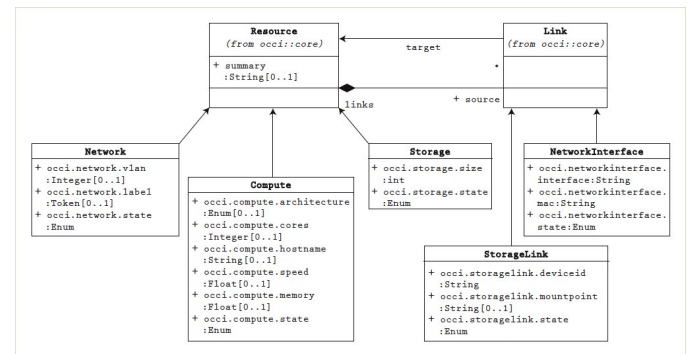 Resource
(from occi::core)
+ summary
:String[0..1]
Link
(from occi::core)
target
*
links
+ source
Network
+ occi.network.vlan
:Integer[0..1]
+ occi.network.label
:Token[0..1]
+ occi.network.state
:Enum
Compute
+ occi.compute.architecture
:Enum[0..1]
+ occi.compute.cores
:Integer[0..1]
+ occi.compute.hostname
:String[0..1]
+ occi.compute.speed
:Float[0..1]
+ occi.compute.memory
:Float[0..1]
+ occi.compute.state
:Enum
Storage
+ occi.storage.size
:int
+ occi.storage.state
:Enum
NetworkInterface
+ occi.networkinterface.
interface:String
+ occi.networkinterface.
mac:String
+ occi.networkinterface.
state:Enum
StorageLink
+ occi.storagelink.deviceid
:String
+ occi.storagelink.mountpoint
:String[0..1]
+ occi.storagelink.state
:Enum